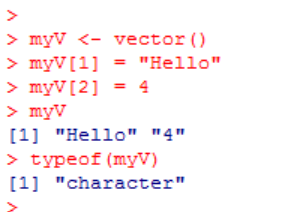 >
> myV <- vector()
> myV[1] = "Hello"
> myV[2] = 4
> myV
[1] "Hello" "4"
> typeof(myV)
[1] "character"
>